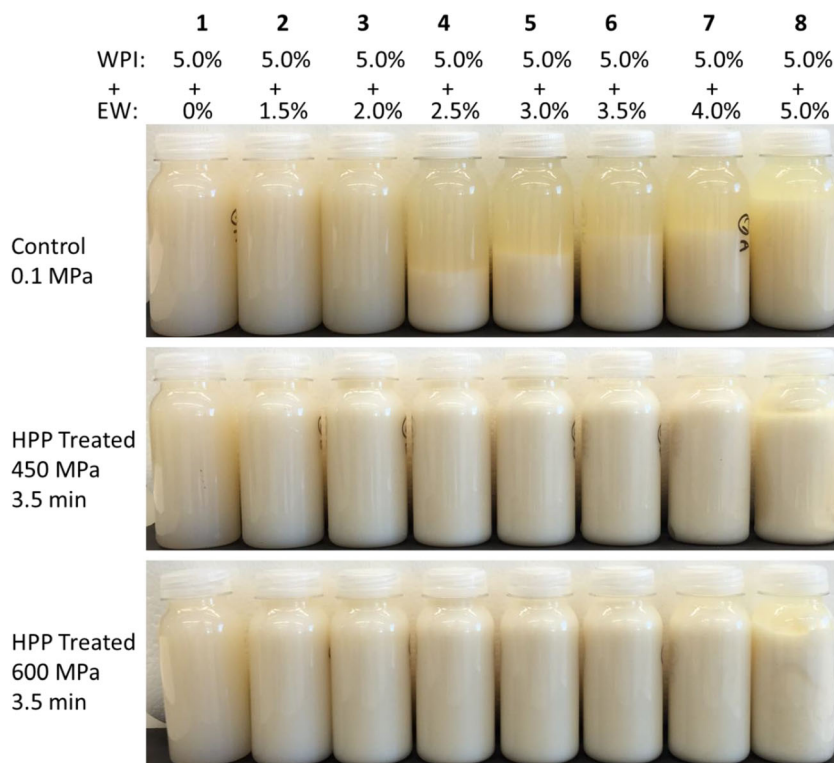 1 2 3 4 5 6 7 8
WPI: 5.0% 5.0% 5.0% 5.0% 5.0% 5.0% 5.0% 5.0%
+ + + + + + + + +
EW: 0% 1.5% 2.0% 2.5% 3.0% 3.5% 4.0% 5.0%
Control
0.1 MPa
A
HPP Treated
450 MPa
3.5 min
HPP Treated
600 MPa
3.5 min